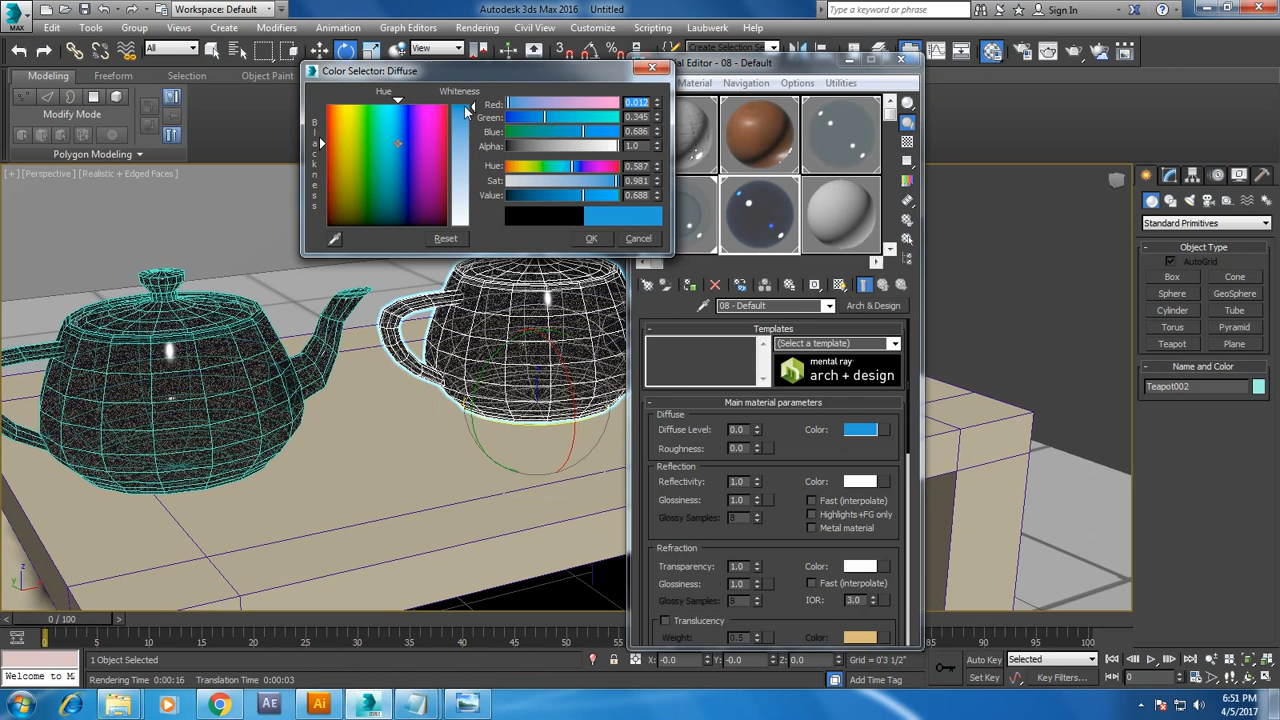 Workspace: Default
Autodesk 3ds Max 2016 Untitled
Type a keyword or phrase
Sign In
MAX
Edit Tools Group Views Create Modifiers Animation Graph Editors Rendering Civil View Customize Scripting Laubwerk Help
All
View
Create Selection Se
Modeling Freeform Selection Object Paint
Modify Mode
Polygon Modeling
[+] [Perspective] [Realistic + Edged Faces]
Color Selector: Diffuse
Hue
Whiteness
Blackness
Red: 0.012
Green: 0.345
Blue: 0.686
Alpha: 1.0
Hue: 0.587
Sat: 0.981
Value: 0.688
Reset
OK
Cancel
al Editor - 08 - Default
Material Navigation Options Utilities
08 - Default
Arch & Design
Templates
(Select a template)
mental ray
arch + design
Main material parameters
Diffuse
Diffuse Level: 0.0 Color:
Roughness: 0.0
Reflection
Reflectivity: 1.0 Color:
Glossiness: 1.0 Fast (interpolate)
Highlights+FG only
Glossy Samples: 8
Metal material
Refraction
Transparency: 1.0 Color:
Glossiness: 1.0 Fast (interpolate)
Glossy Samples: 8 IOR: 3.0
Translucency
Weight: 0.5 Color:
Standard Primitives
Object Type
AutoGrid
Box Cone
Sphere GeoSphere
Cylinder Tube
Torus Pyramid
Teapot Plane
Name and Color
Teapot002
z
y
0 / 100
0 5 10 15 20 25 30 35 40 45 50 55
85 90 95 100
1 Object Selected
X: -0.0 Y: -0.0 Z: 0.0 Grid = 0'3 1/2"
Auto Key Selected
Welcome to M
Rendering Time 0:00:16 Translation Time 0:00:03
Add Time Tag
Set Key Key Filters...
0
Ae
Ai
6:51 PM
4/5/2017